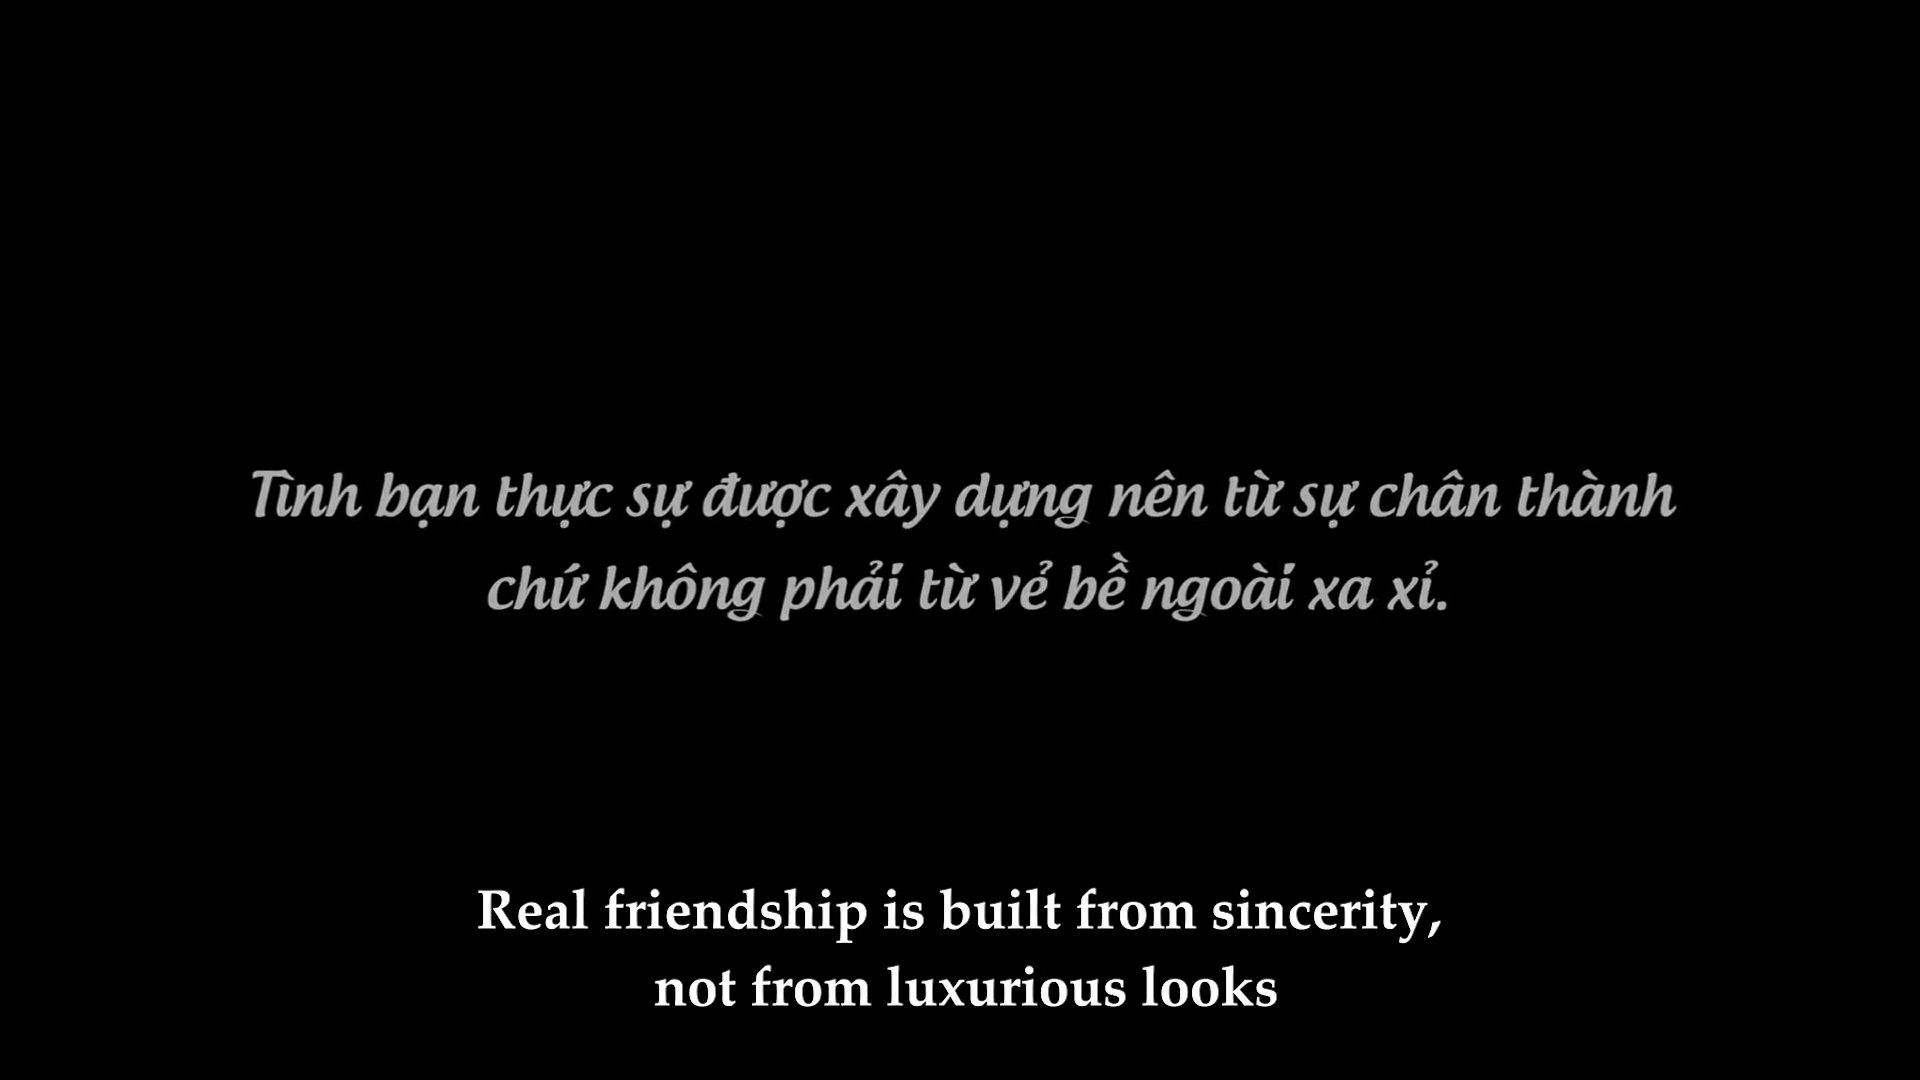 Tình bạn thực sự được xây dựng nên từ sự chân thành
chứ không phải từ vẻ bề ngoài xa xỉ.
Real friendship is built from sincerity,
not from luxurious looks